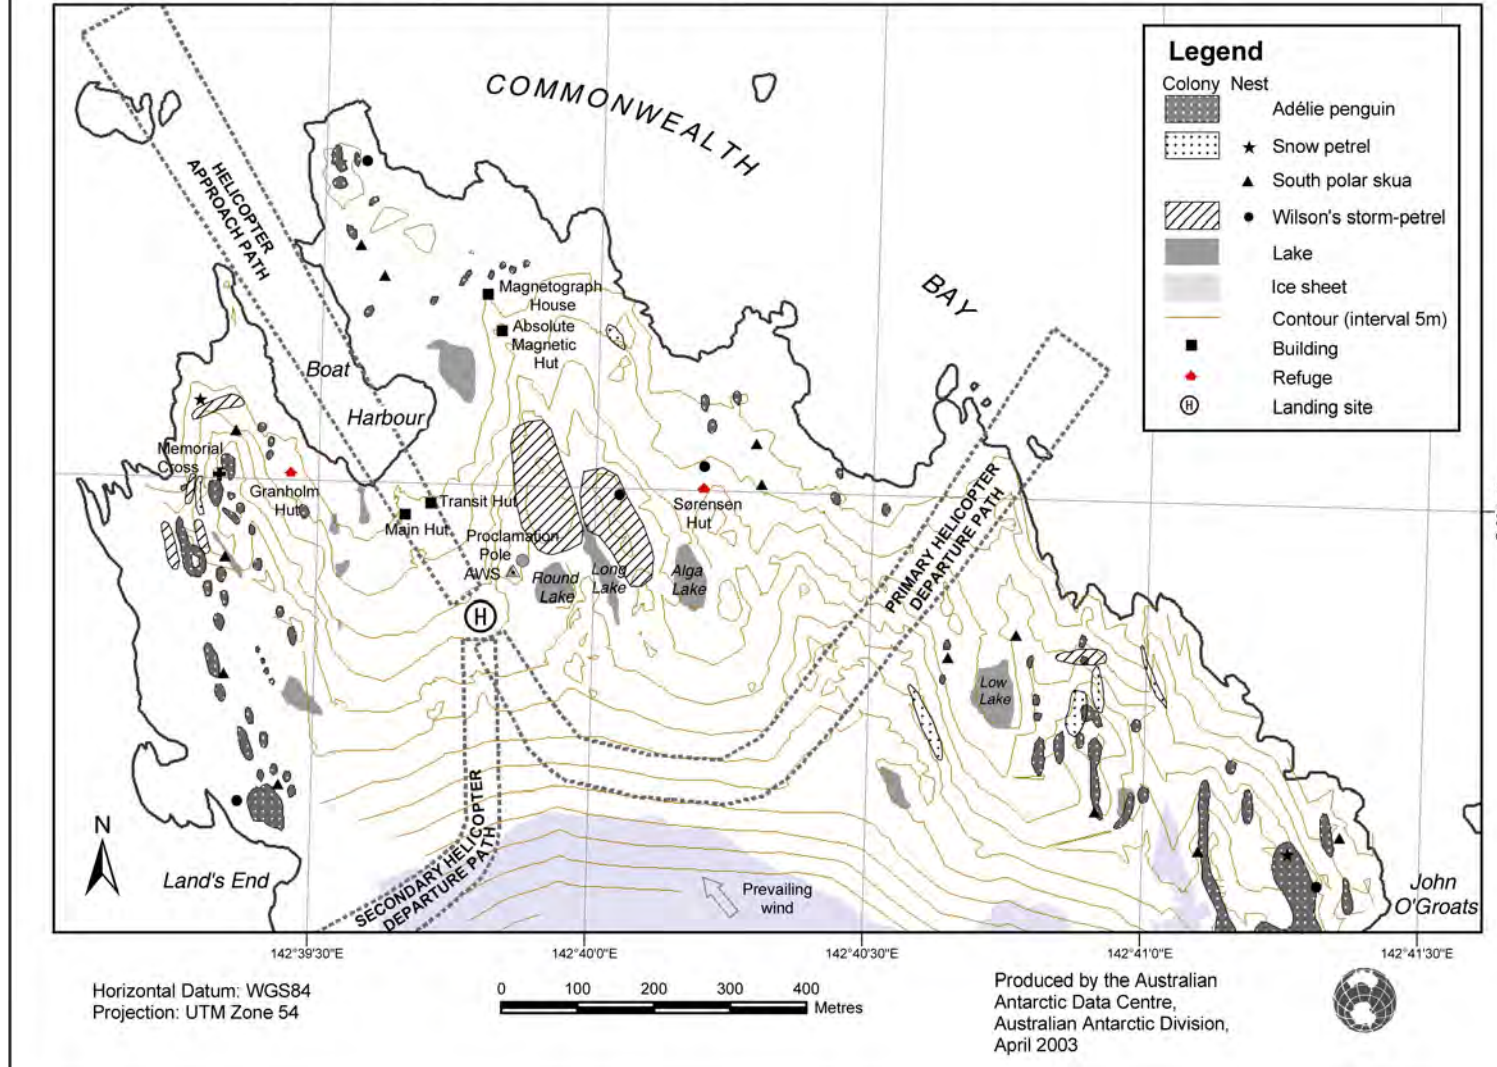 COMMONWEALTH
BAY
HELICOPTER
APPROACH PATH
Legend
Colony Nest
Adélie penguin
Snow petrel
South polar skua
Wilson's storm-petrel
Lake
Ice sheet
Contour (interval 5m)
Building
Refuge
H
Landing site
Magnetograph
House
Absolute
Magnetic
Hut
Boat
Harbour
Memorial
Cross
Granholm
Hut
Transit Hut
Main Hut
Proclamation
Pole
AWS
Round
Lake
Long
Lake
Alga
Lake
Sørensen
Hut
PRIMARY HELICOPTER
DEPARTURE PATH
H
Low
Lake
SECONDARY HELICOPTER
DEPARTURE PATH
N
Land's End
Prevailing
wind
John
O'Groats
142°39'30"E
142°40'0"E
142°40'30"E
142°41'0"E
142°41'30"E
Horizontal Datum: WGS84
Projection: UTM Zone 54
0 100 200 300 400
Metres
Produced by the Australian
Antarctic Data Centre,
Australian Antarctic Division,
April 2003